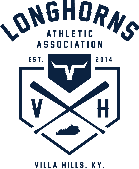 LONGHORNS
ATHLETIC
ASSOCIATION
EST. 2014
V H
VILLA HILLS, KY.